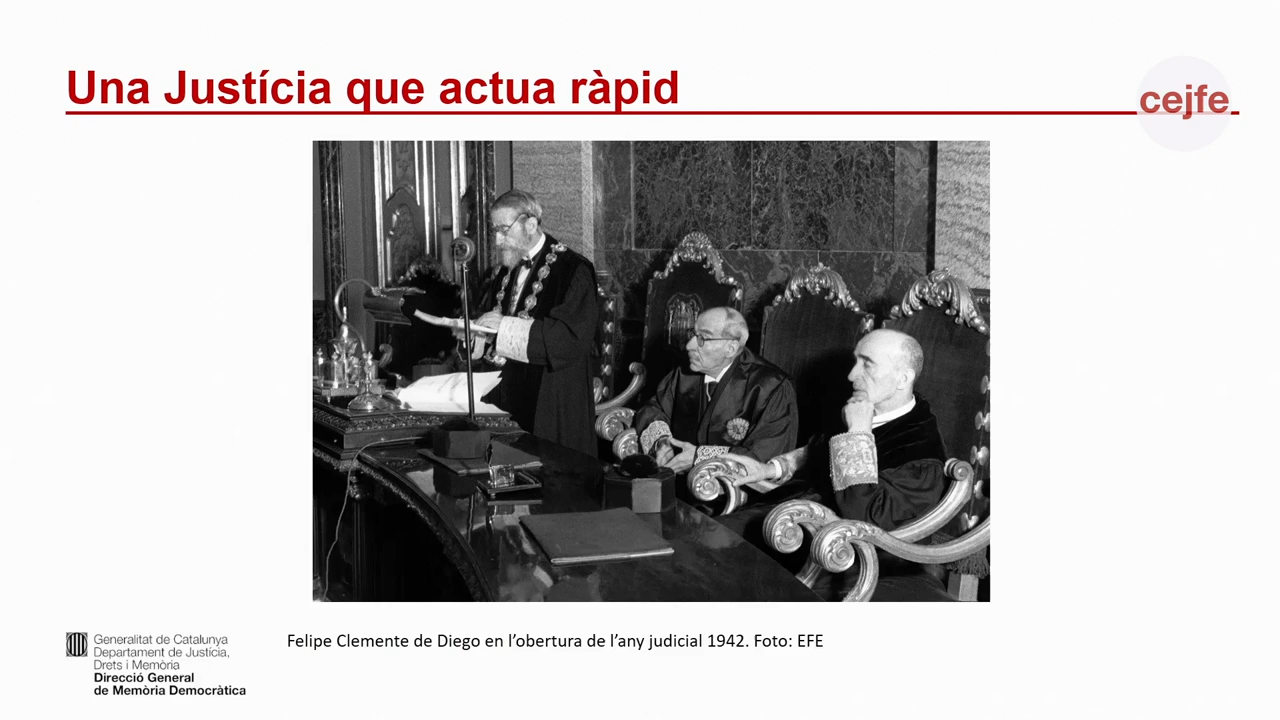 Una Justícia que actua ràpid
cejfe
Felipe Clemente de Diego en l’obertura de l’any judicial 1942. Foto: EFE
Generalitat de Catalunya
Departament de Justícia,
Drets i Memòria
Direcció General
de Memòria Democràtica